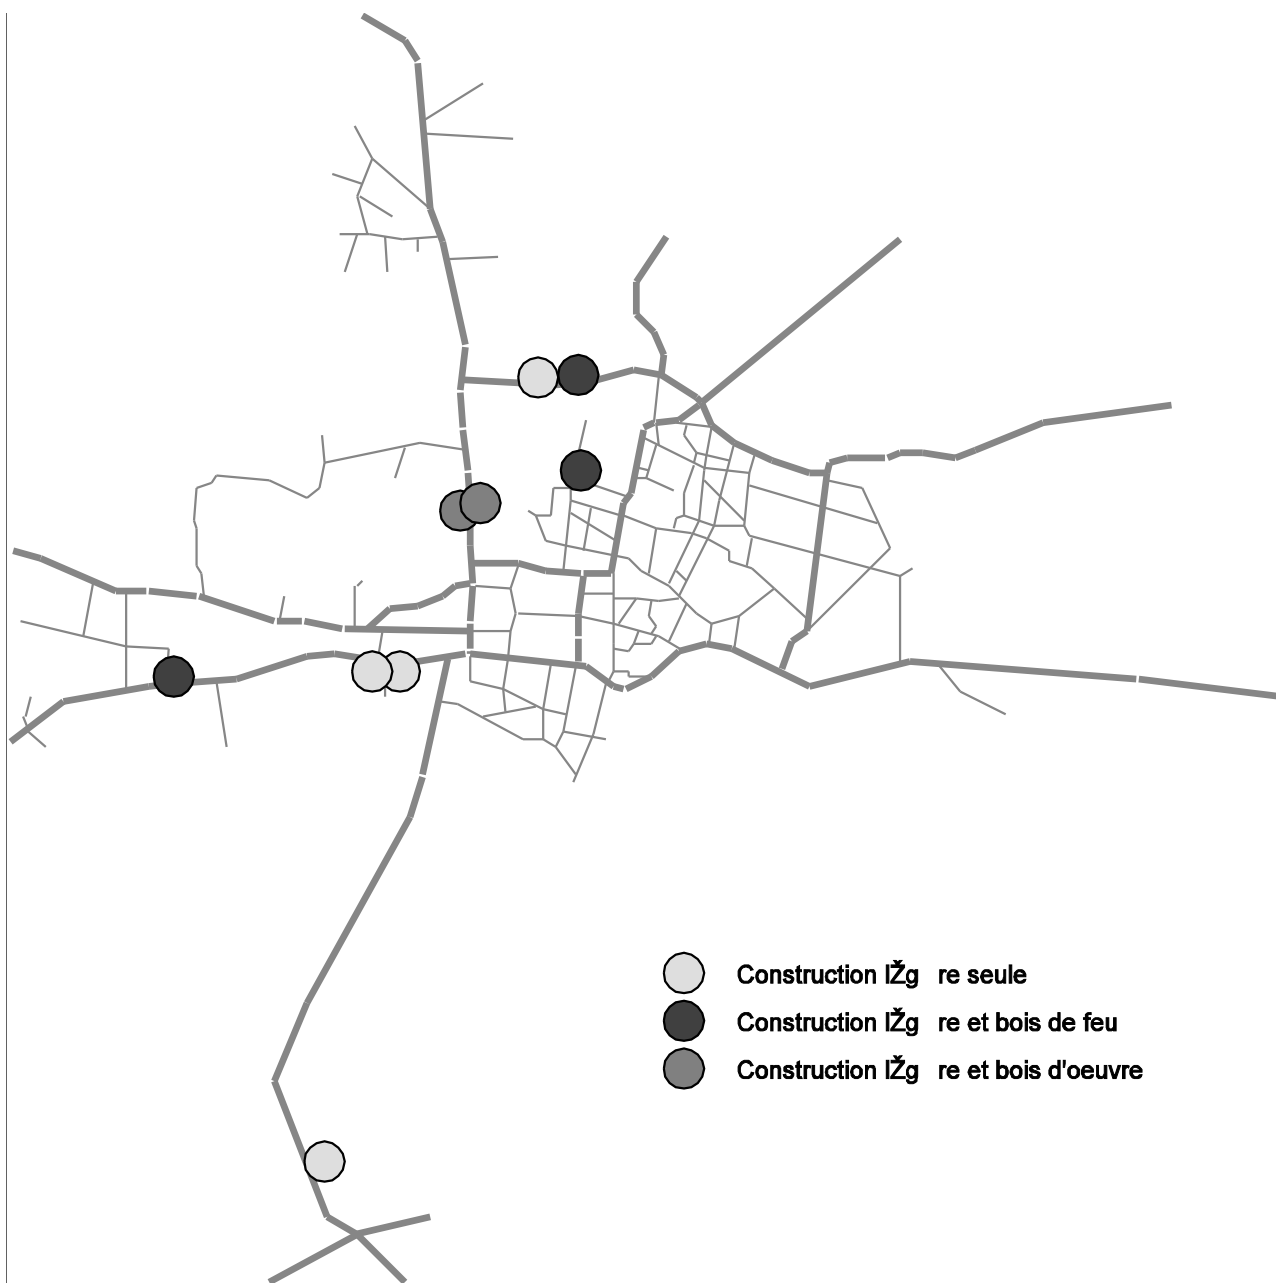 Construction lŽg re seule
Construction lŽg re et bois de feu
Construction lŽg re et bois d'oeuvre